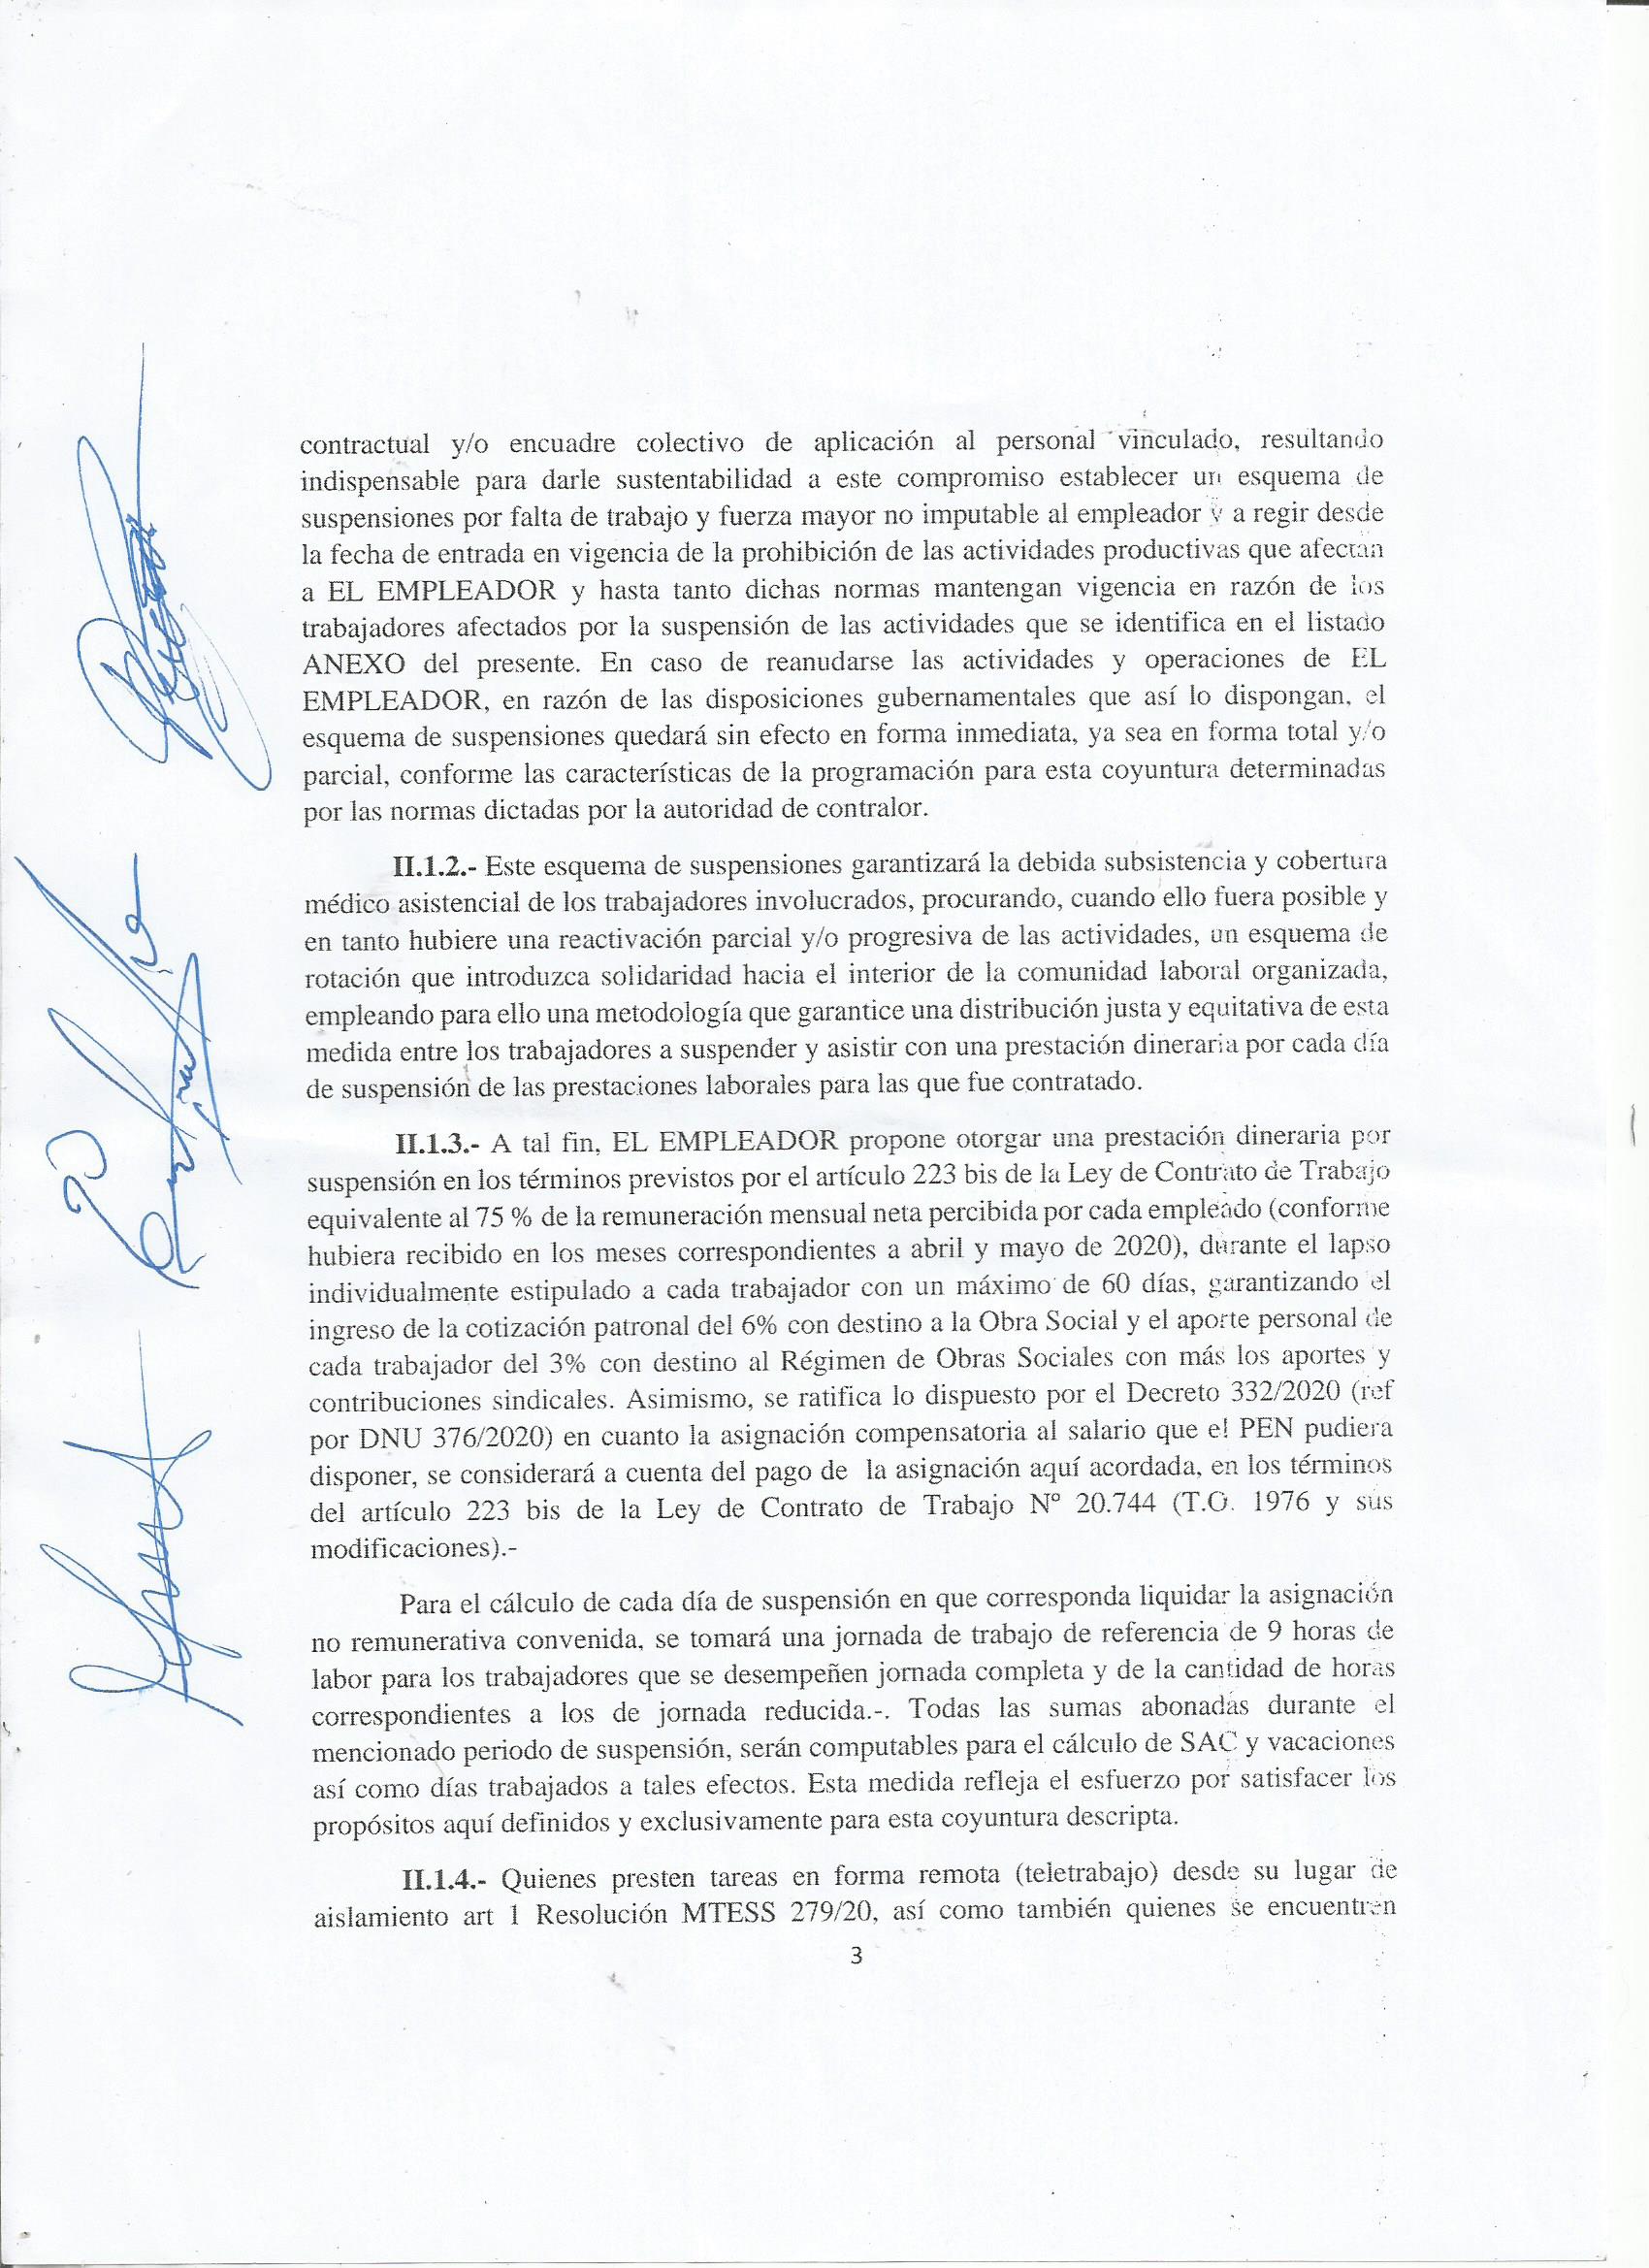 contractual y/o encuadre colectivo de aplicación al personal vinculado, resultando
indispensable para darle sustentabilidad a este compromiso establecer un esquema de
suspensiones por falta de trabajo y fuerza mayor no imputable al empleador y a regir desde
la fecha de entrada en vigencia de la prohibición de las actividades productivas que afectan
a EL EMPLEADOR y hasta tanto dichas normas mantengan vigencia en razón de los
trabajadores afectados por la suspensión de las actividades que se identifica en el listado
ANEXO del presente. En caso de reanudarse las actividades y operaciones de EL
EMPLEADOR, en razón de las disposiciones gubernamentales que así lo dispongan, el
esquema de suspensiones quedará sin efecto en forma inmediata, ya sea en forma total y/o
parcial, conforme las características de la programación para esta coyuntura determinadas
por las normas dictadas por la autoridad de contralor.
II.1.2.- Este esquema de suspensiones garantizará la debida subsistencia y cobertura
médico asistencial de los trabajadores involucrados, procurando, cuando ello fuera posible y
en tanto hubiere una reactivación parcial y/o progresiva de las actividades, un esquema de
rotación que introduzca solidaridad hacia el interior de la comunidad laboral organizada,
empleando para ello una metodología que garantice una distribución justa y equitativa de esta
medida entre los trabajadores a suspender y asistir con una prestación dineraria por cada día
de suspensión de las prestaciones laborales para las que fue contratado.
II.1.3.- A tal fin, EL EMPLEADOR propone otorgar una prestación dineraria por
suspensión en los términos previstos por el artículo 223 bis de la Ley de Contrato de Trabajo
equivalente al 75 % de la remuneración mensual neta percibida por cada empleado (conforme
hubiera recibido en los meses correspondientes a abril y mayo de 2020), durante el lapso
individualmente estipulado a cada trabajador con un máximo de 60 días, garantizando el
ingreso de la cotización patronal del 6% con destino a la Obra Social y el aporte personal de
cada trabajador del 3% con destino al Régimen de Obras Sociales con más los aportes y
contribuciones sindicales. Asimismo, se ratifica lo dispuesto por el Decreto 332/2020 (ref
por DNU 376/2020) en cuanto la asignación compensatoria al salario que el PEN pudiera
disponer, se considerará a cuenta del pago de la asignación aquí acordada, en los términos
del artículo 223 bis de la Ley de Contrato de Trabajo Nº 20.744 (T.O. 1976 y sus
modificaciones).-
Para el cálculo de cada día de suspensión en que corresponda liquidar la asignación
no remunerativa convenida, se tomará una jornada de trabajo de referencia de 9 horas de
labor para los trabajadores que se desempeñen jornada completa y de la cantidad de horas
correspondientes a los de jornada reducida.-. Todas las sumas abonadas durante el
mencionado periodo de suspensión, serán computables para el cálculo de SAC y vacaciones
así como días trabajados a tales efectos. Esta medida refleja el esfuerzo por satisfacer los
propósitos aquí definidos y exclusivamente para esta coyuntura descripta.
II.1.4.- Quienes presten tareas en forma remota (teletrabajo) desde su lugar de
aislamiento art 1 Resolución MTESS 279/20, así como también quienes se encuentren
3